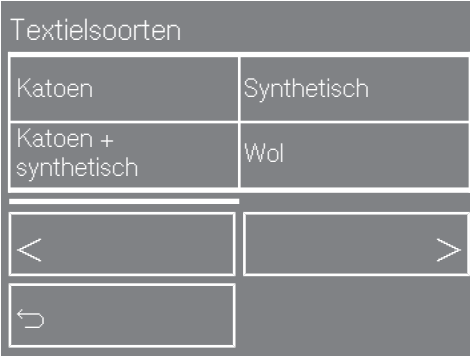 Textielsoorten
Katoen
Synthetisch
Katoen +
synthetisch
Wol
<
>